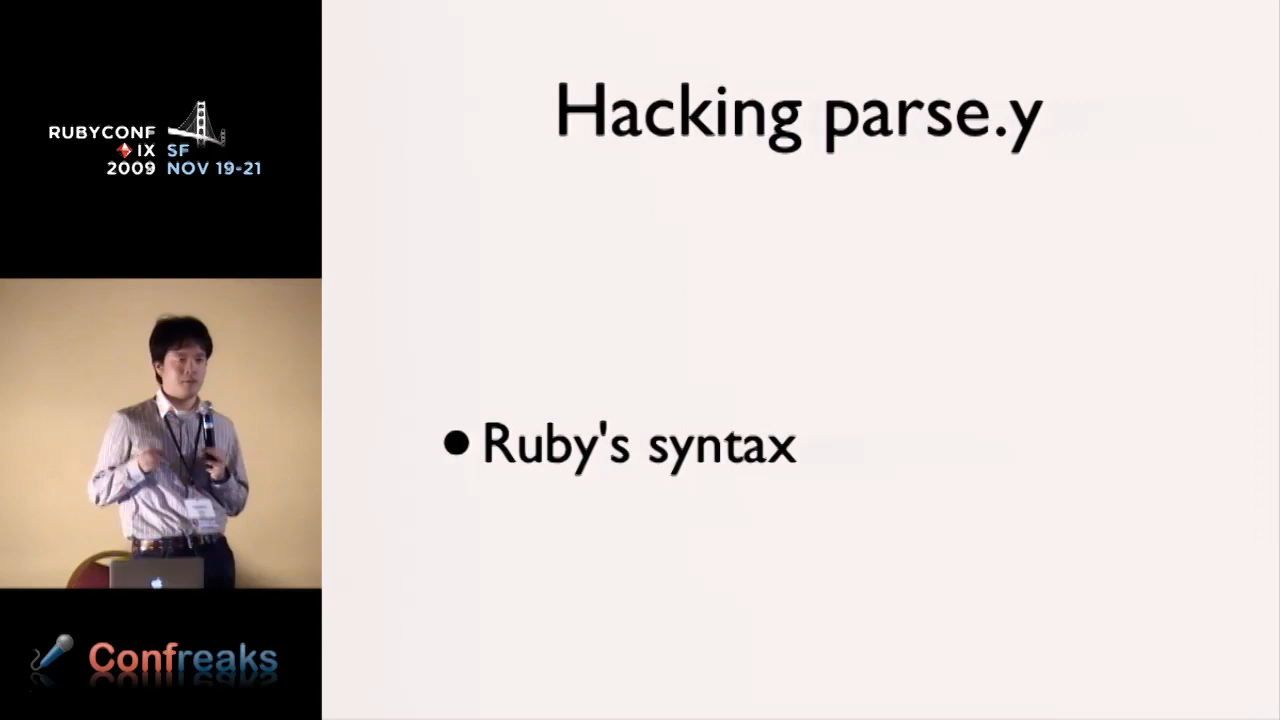 RUBYCONF
IX SF
2009 NOV 19-21
Hacking parse.y
•Ruby's syntax
Confreaks